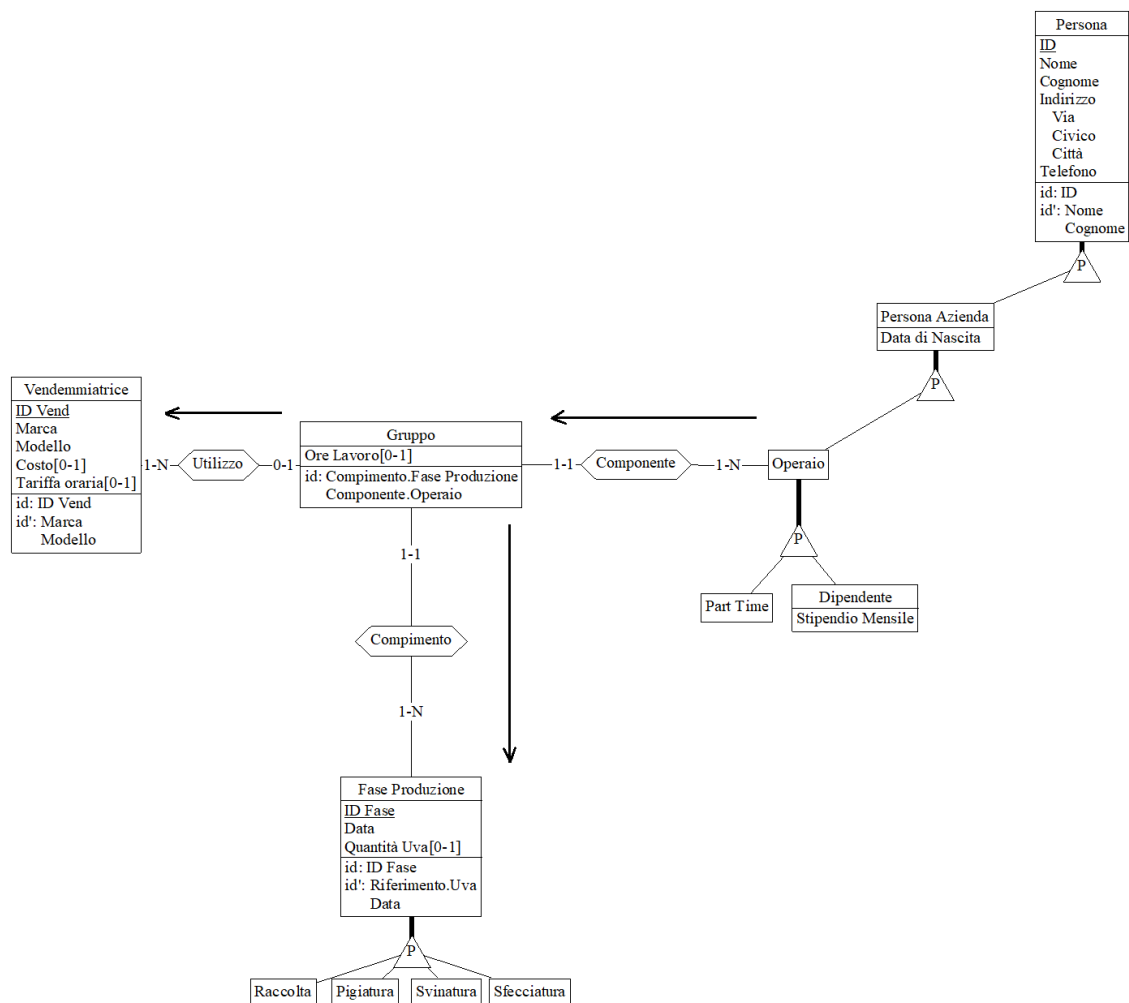 Persona
ID
Nome
Cognome
Indirizzo
Via
Civico
Città
Telefono
id: ID
id': Nome
Cognome
P
Persona Azienda
Data di Nascita
P
Vendemmiatrice
ID Vend
Marca
Modello
Costo[0-1]
Tariffa oraria[0-1]
id: ID Vend
id': Marca
Modello
1-N
Utilizzo
0-1
Gruppo
Ore Lavoro[0-1]
id: Compimento.Fase Produzione
Componente.Operaio
1-1
Componente
1-N
Operaio
P
Part Time
Dipendente
Stipendio Mensile
1-1
Compimento
1-N
Fase Produzione
ID Fase
Data
Quantità Uva[0-1]
id: ID Fase
id': Riferimento.Uva
Data
P
Raccolta
Pigiatura
Svinatura
Sfecciatura